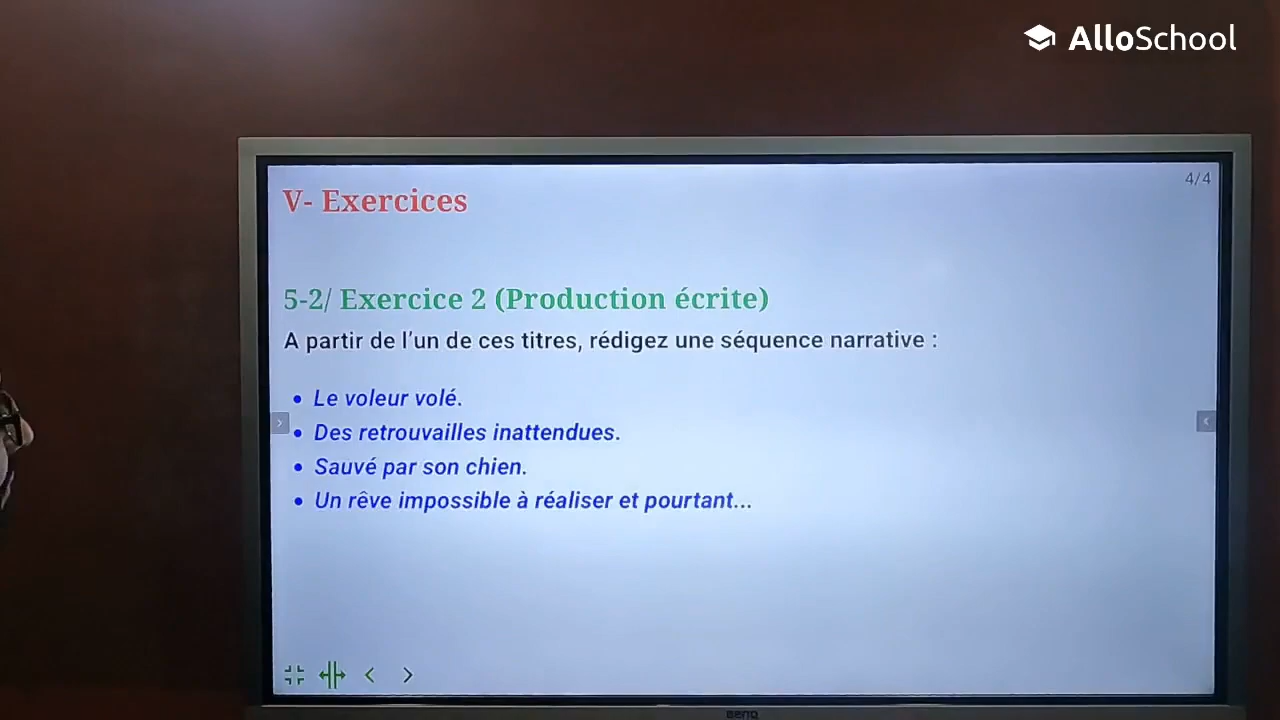 AlloSchool
4/4
V- Exercices
5-2/ Exercice 2 (Production écrite)
A partir de l'un de ces titres, rédigez une séquence narrative :
• Le voleur volé.
• Des retrouvailles inattendues.
• Sauvé par son chien.
• Un rêve impossible à réaliser et pourtant...
BenQ